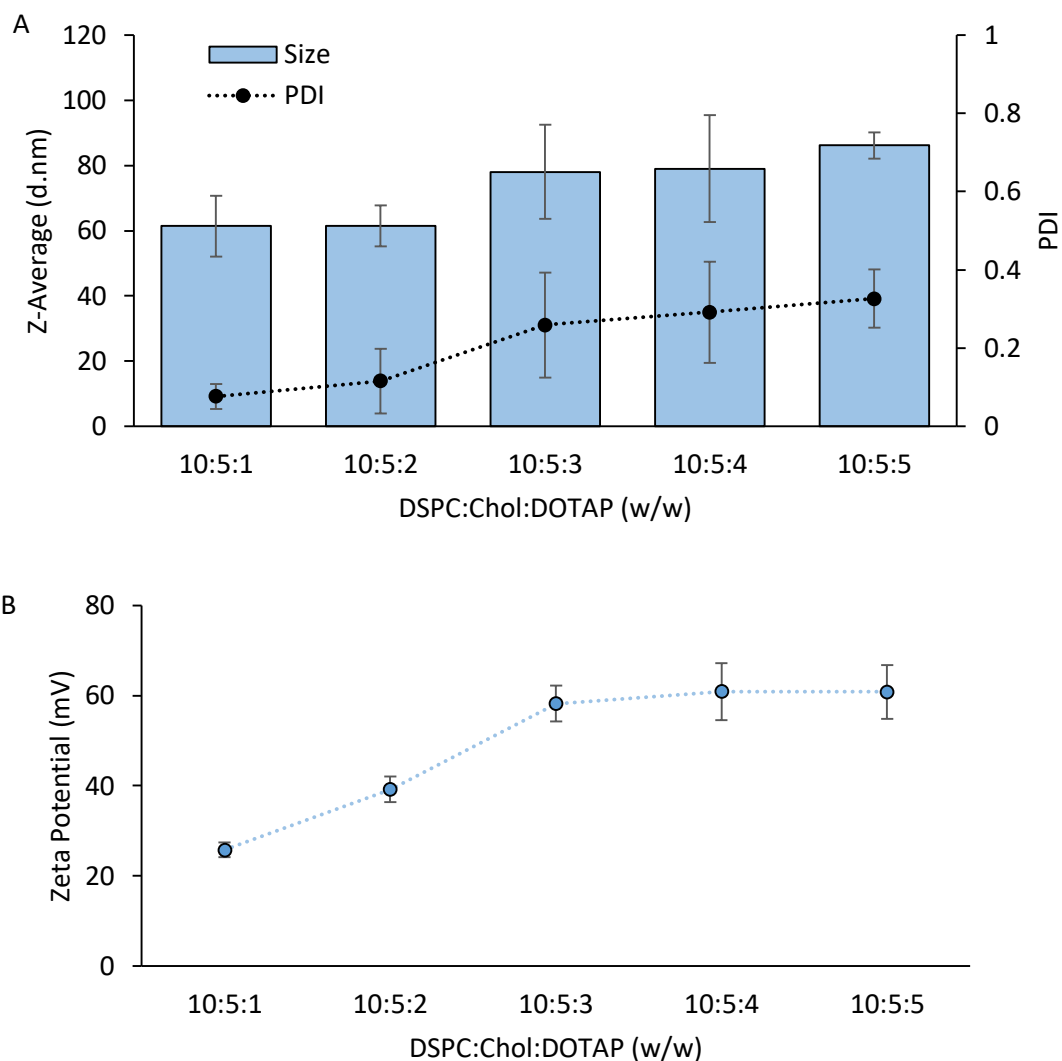 A
120
100
80
60
40
20
0
Z-Average (d.nm)
Size
PDI
1
0.8
0.6
0.4
0.2
0
PDI
10:5:1 10:5:2 10:5:3 10:5:4 10:5:5
DSPC:Chol:DOTAP (w/w)
B
80
60
40
20
0
Zeta Potential (mV)
10:5:1 10:5:2 10:5:3 10:5:4 10:5:5
DSPC:Chol:DOTAP (w/w)